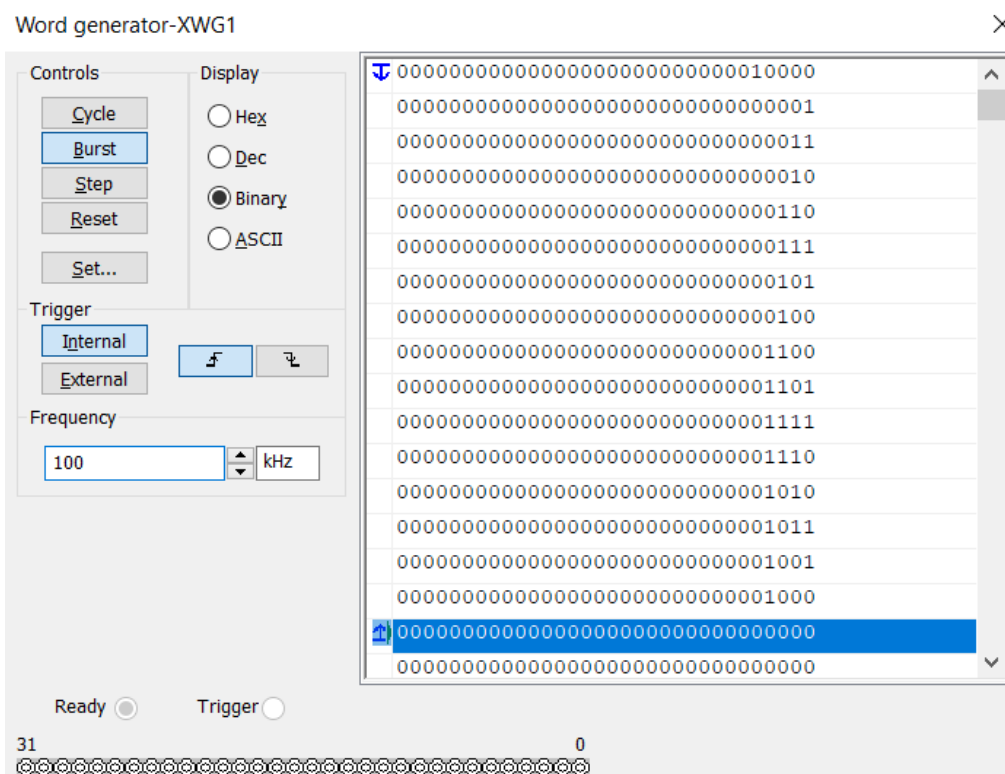 Word generator-XWG1
Controls
Cycle
Burst
Step
Reset
Set...
Display
Hex
Dec
Binary
ASCII
Trigger
Internal
External
Frequency
100 kHz
00000000000000000000000000010000
00000000000000000000000000000001
00000000000000000000000000000011
00000000000000000000000000000010
00000000000000000000000000000110
00000000000000000000000000000111
00000000000000000000000000000101
00000000000000000000000000000100
00000000000000000000000000001100
00000000000000000000000000001101
00000000000000000000000000001111
00000000000000000000000000001110
00000000000000000000000000001010
00000000000000000000000000001011
00000000000000000000000000001001
00000000000000000000000000001000
00000000000000000000000000000000
00000000000000000000000000000000
Ready Trigger
31 0